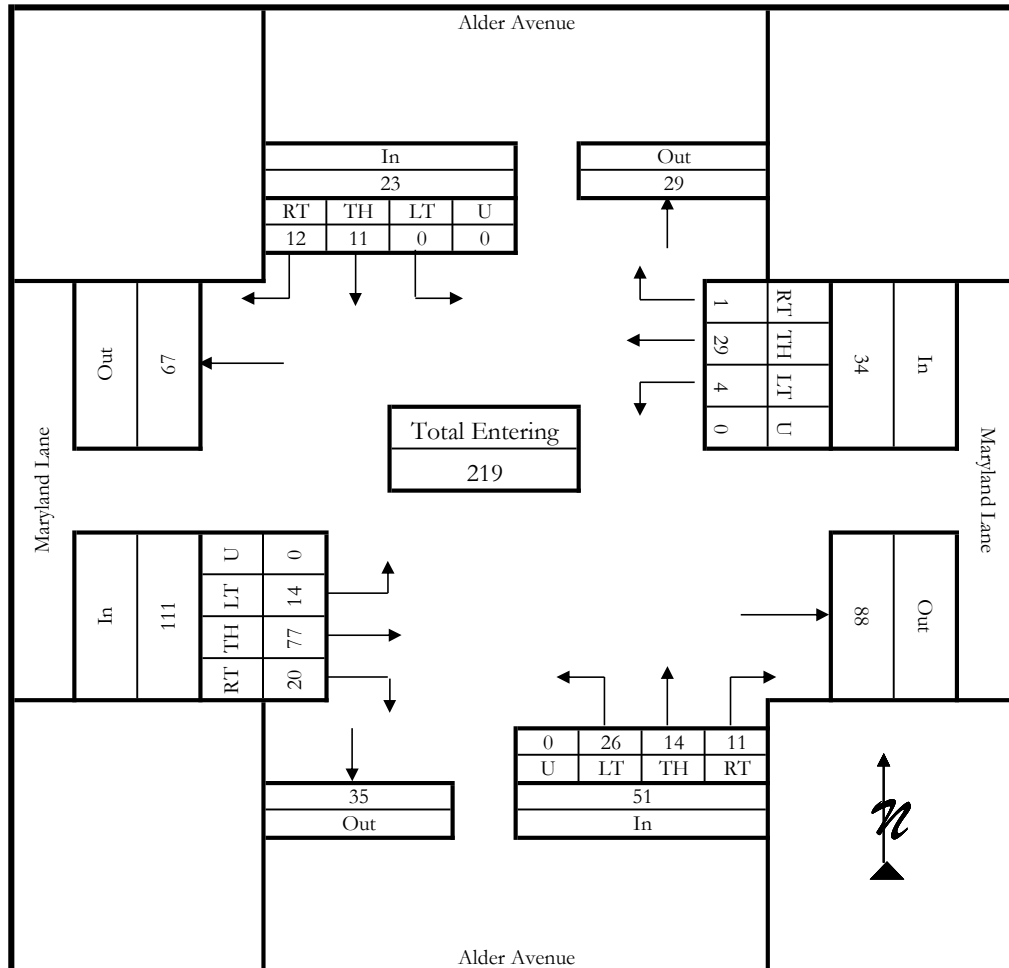 Alder Avenue
In
23
RT TH LT U
12 11 0 0
Out
29
Out 67
Maryland Lane
1 RT
29 TH
4 LT
0 U
34 In
Maryland Lane
Total Entering
219
In 111
U 0
LT 14
TH 77
RT 20
88 Out
35
Out
0 26 14 11
U LT TH RT
51
In
N
Alder Avenue